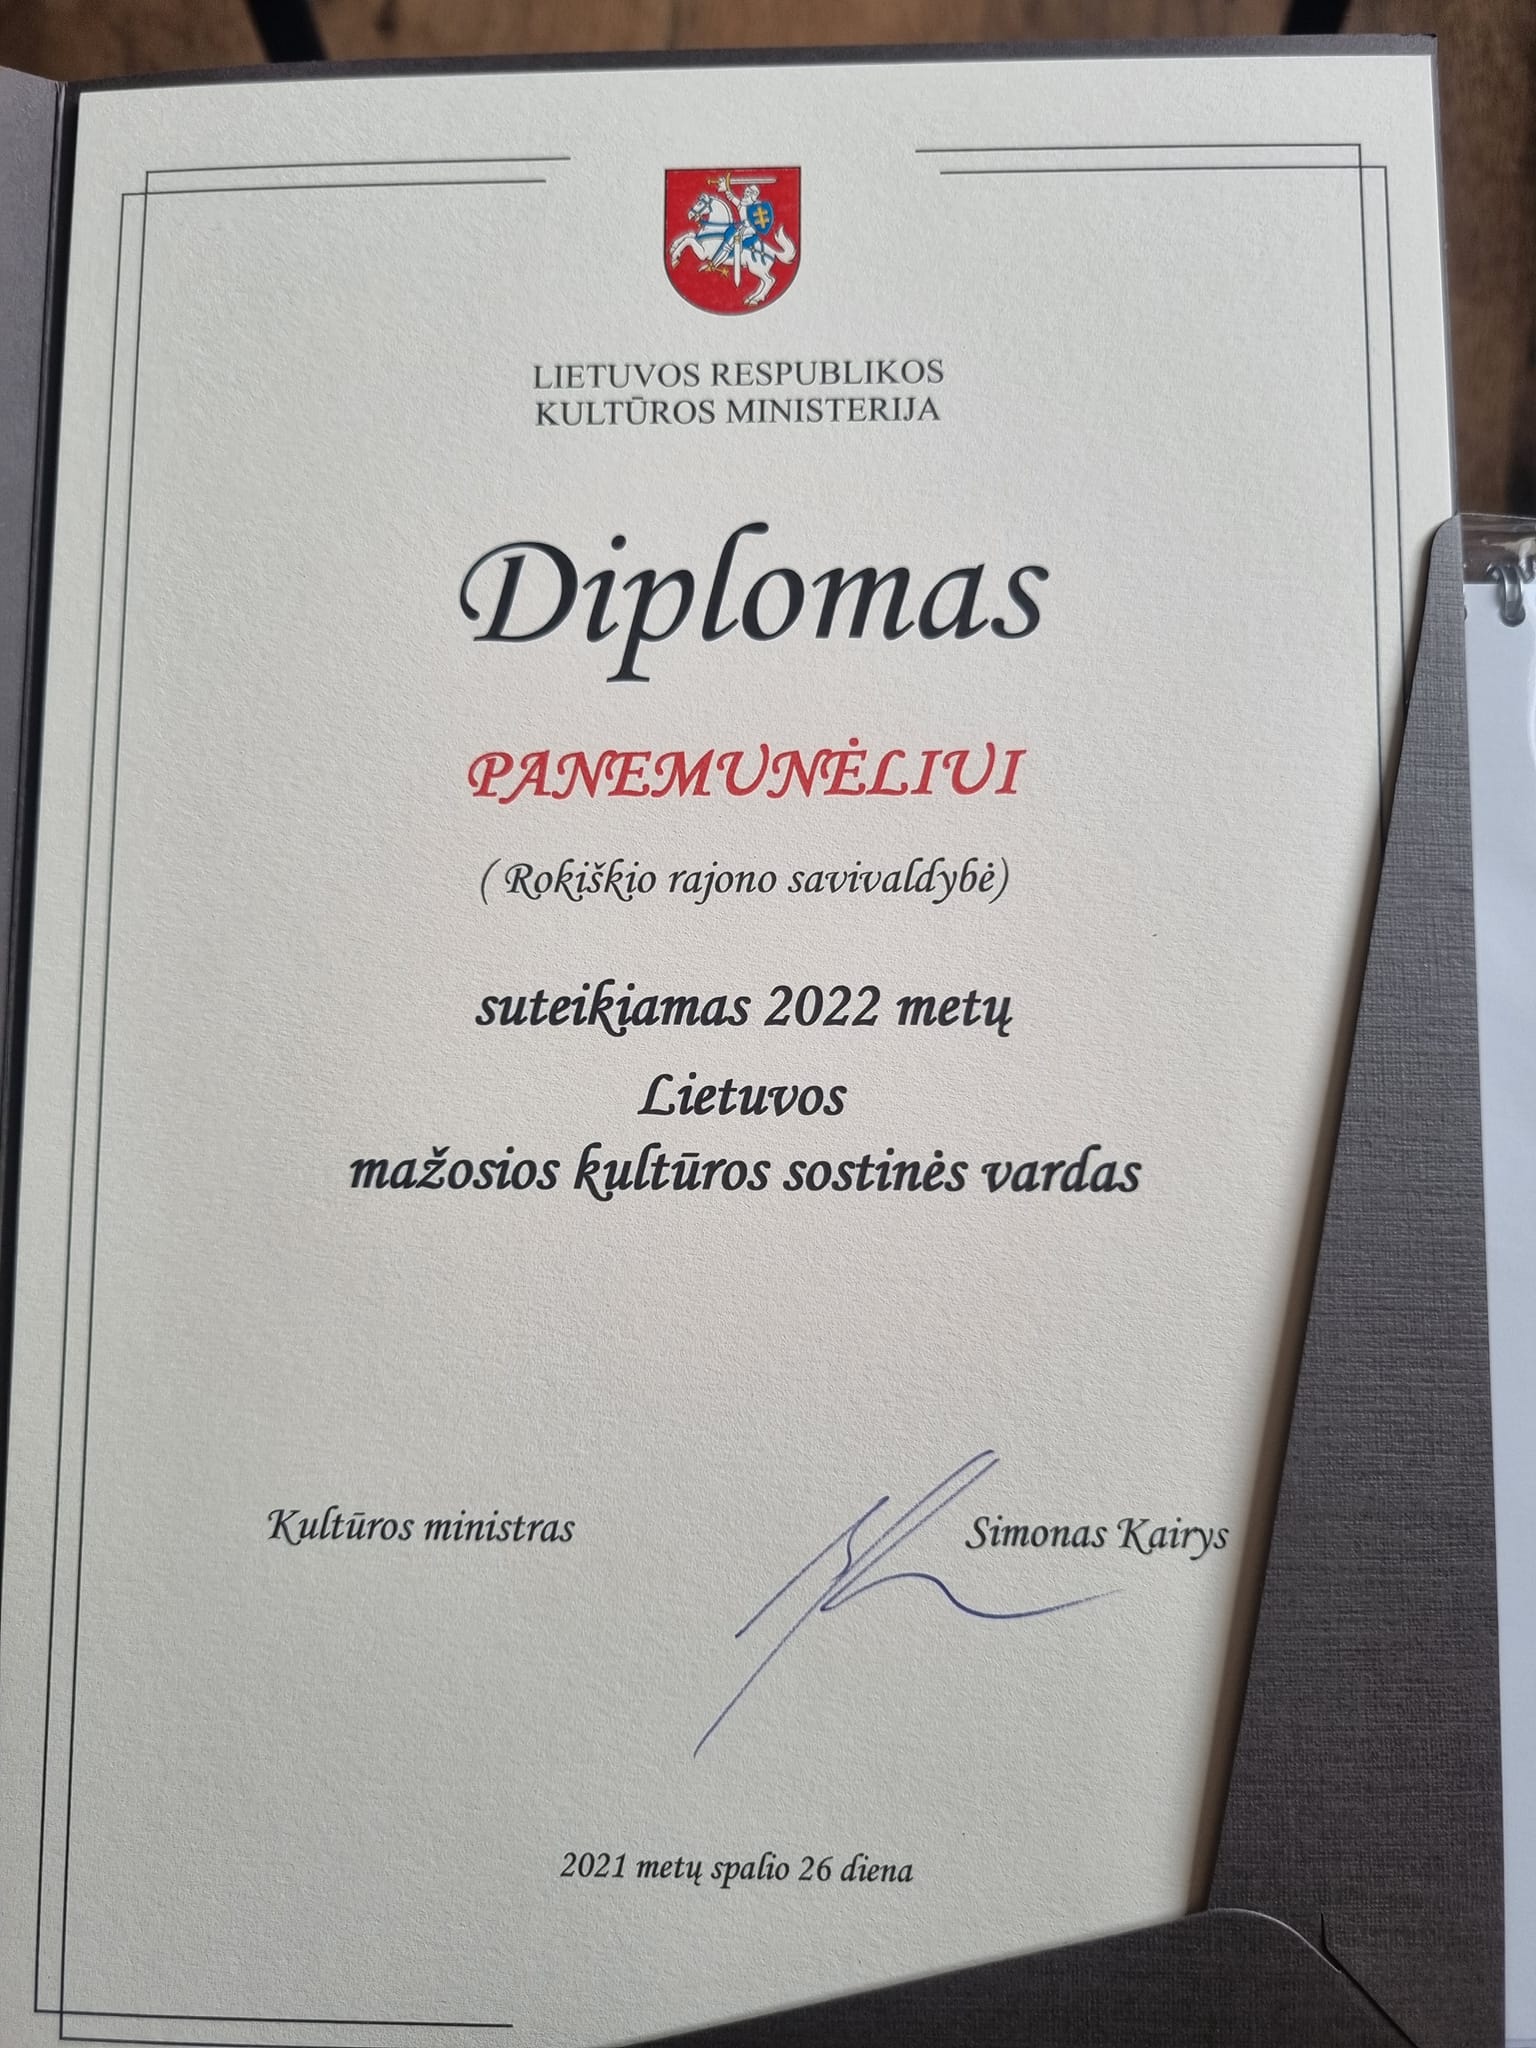 LIETUVOS RESPUBLIKOS
KULTŪROS MINISTERIJA
Diplomas
PANEMUNĖLIUI
( Rokiškio rajono savivaldybė)
suteikiamas 2022 metų
Lietuvos
mažosios kultūros sostinės vardas
Kultūros ministras Simonas Kairys
2021 metų spalio 26 diena